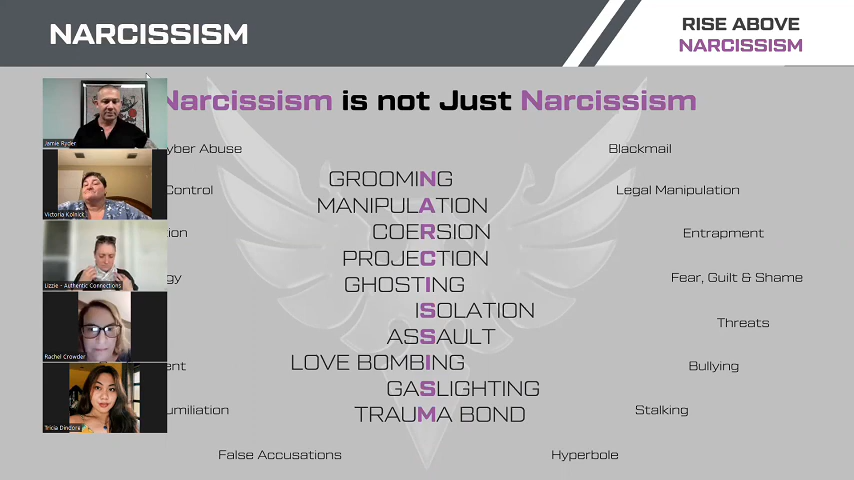 NARCISSISM
RISE ABOVE
NARCISSISM
Narcissism is not Just Narcissism
Jamie Ryder
yber Abuse
Blackmail
GROOMING
Control
Legal Manipulation
MANIPULATION
Victoria Kolnick
COERSION
ion
Entrapment
PROJECTION
gy
Fear, Guilt & Shame
GHOSTING
Lizzie - Authentic Connections
ISOLATION
Threats
ASSAULT
Rachel Crowder
LOVE BOMBING
ent
Bullying
GASLIGHTING
umiliation
Stalking
TRAUMA BOND
Tricia Dindora
False Accusations
Hyperbole